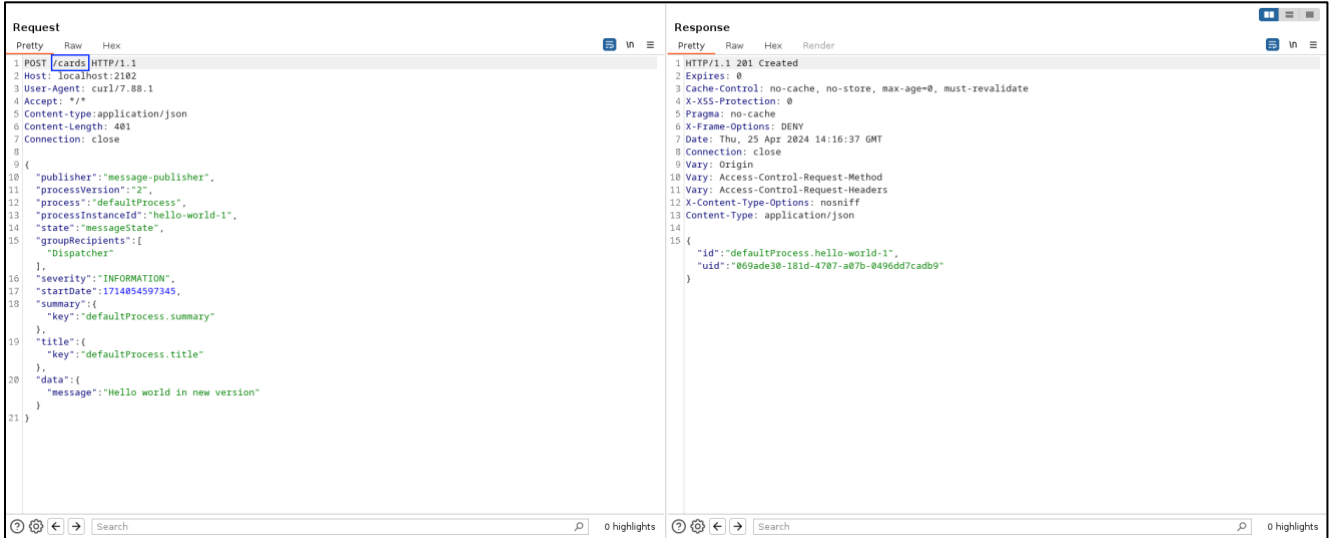 Request
Pretty Raw Hex
\n
1 POST /cards HTTP/1.1
2 Host: localhost:2102
3 User-Agent: curl/7.88.1
4 Accept: */*
5 Content-type:application/json
6 Content-Length: 401
7 Connection: close
8
9 {
10 "publisher":"message-publisher",
11 "processVersion":"2",
12 "process":"defaultProcess",
13 "processInstanceId":"hello-world-1",
14 "state":"messageState",
15 "groupRecipients":[
"Dispatcher"
],
16 "severity":"INFORMATION",
17 "startDate":1714054597345,
18 "summary":{
"key":"defaultProcess.summary"
},
19 "title":{
"key":"defaultProcess.title"
},
20 "data":{
"message":"Hello world in new version"
}
21 }
Search
0 highlights
Response
Pretty Raw Hex Render
\n
1 HTTP/1.1 201 Created
2 Expires: 0
3 Cache-Control: no-cache, no-store, max-age=0, must-revalidate
4 X-XSS-Protection: 0
5 Pragma: no-cache
6 X-Frame-Options: DENY
7 Date: Thu, 25 Apr 2024 14:16:37 GMT
8 Connection: close
9 Vary: Origin
10 Vary: Access-Control-Request-Method
11 Vary: Access-Control-Request-Headers
12 X-Content-Type-Options: nosniff
13 Content-Type: application/json
14
15 {
"id":"defaultProcess.hello-world-1",
"uid":"069ade30-181d-4707-a07b-0496dd7cadb9"
}
Search
0 highlights